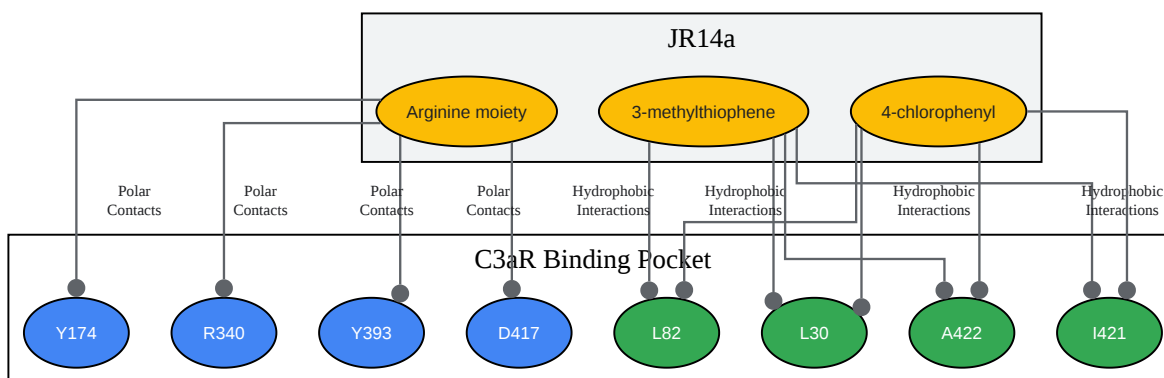 JR14a
Arginine moiety
3-methylthiophene
4-chlorophenyl
Polar
Contacts
Polar
Contacts
Polar
Contacts
Polar
Contacts
Hydrophobic
Interactions
Hydrophobic
Interactions
Hydrophobic
Interactions
Hydrophobic
Interactions
C3aR Binding Pocket
Y174
R340
Y393
D417
L82
L30
A422
I421